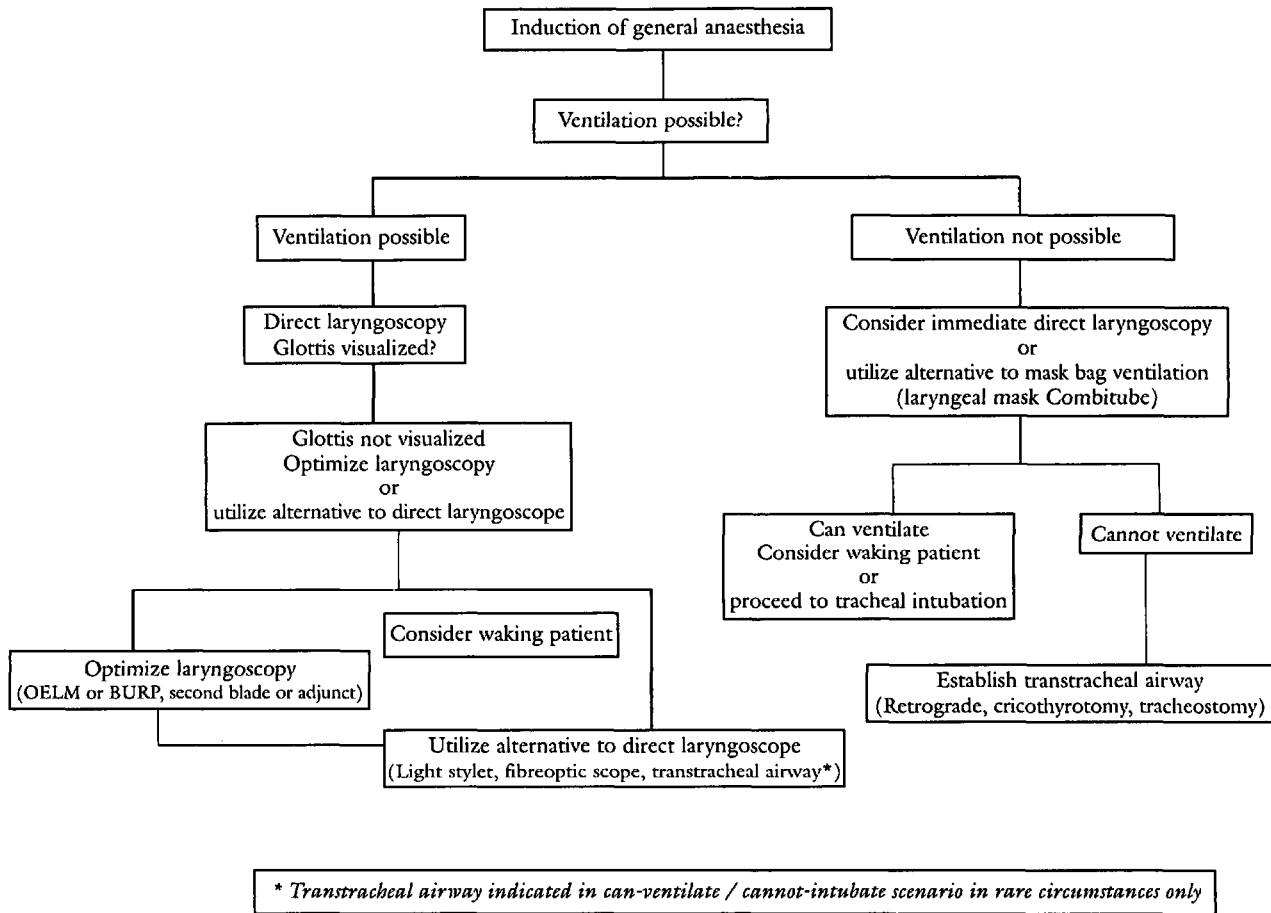 Induction of general anaesthesia
Ventilation possible?
Ventilation possible
Ventilation not possible
Direct laryngoscopy
Glottis visualized?
Consider immediate direct laryngoscopy
or
utilize alternative to mask bag ventilation
(laryngeal mask Combitube)
Glottis not visualized
Optimize laryngoscopy
or
utilize alternative to direct laryngoscope
Can ventilate
Consider waking patient
or
proceed to tracheal intubation
Cannot ventilate
Consider waking patient
Optimize laryngoscopy
(OELM or BURP, second blade or adjunct)
Establish transtracheal airway
(Retrograde, cricothyrotomy, tracheostomy)
Utilize alternative to direct laryngoscope
(Light stylet, fibreoptic scope, transtracheal airway*)
* Transtracheal airway indicated in can-ventilate / cannot-intubate scenario in rare circumstances only